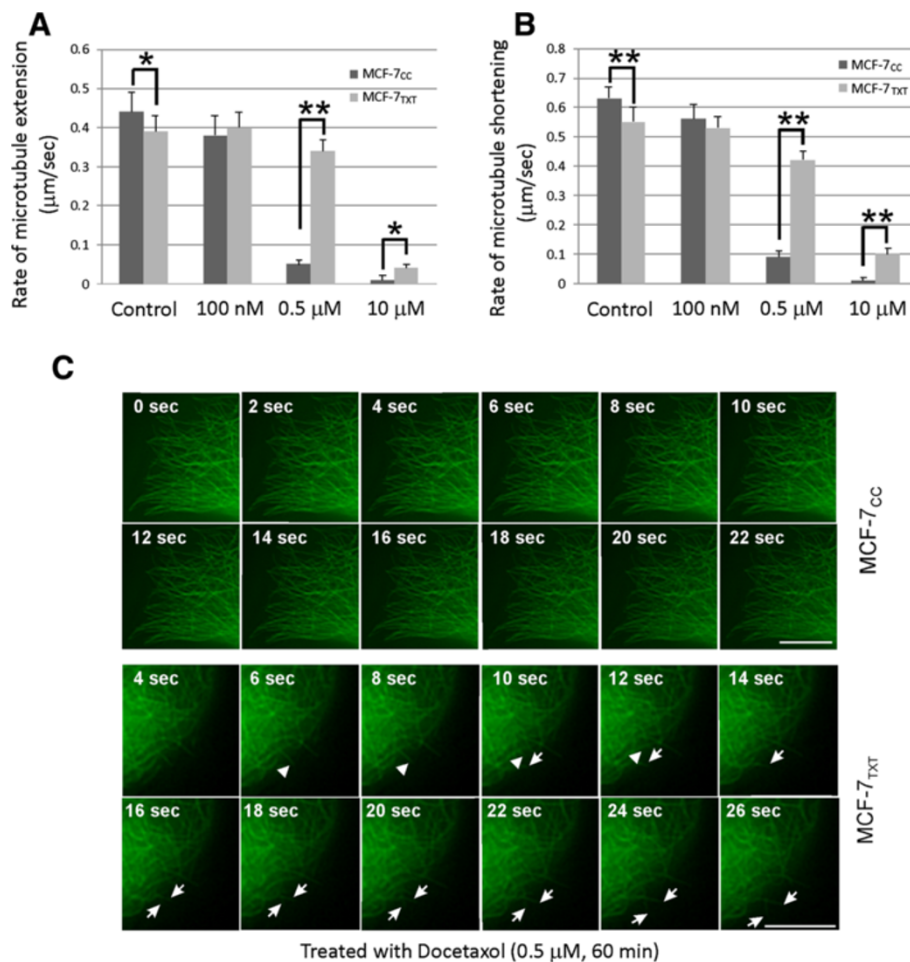 A
Rate of microtubule extension
(μm/sec)
0.6
0.4
0.2
0
*
**
*
MCF-7CC
MCF-7TXT
Control 100 nM 0.5 μM 10 μM
B
Rate of microtubule shortening
(μm/sec)
0.8
0.7
0.6
0.5
0.4
0.3
0.2
0.1
0
**
**
**
MCF-7CC
MCF-7TXT
Control 100 nM 0.5 μM 10 μM
C
0 sec 2 sec 4 sec 6 sec 8 sec 10 sec
12 sec 14 sec 16 sec 18 sec 20 sec 22 sec
MCF-7CC
4 sec 6 sec 8 sec 10 sec 12 sec 14 sec
16 sec 18 sec 20 sec 22 sec 24 sec 26 sec
MCF-7TXT
Treated with Docetaxol (0.5 μM, 60 min)